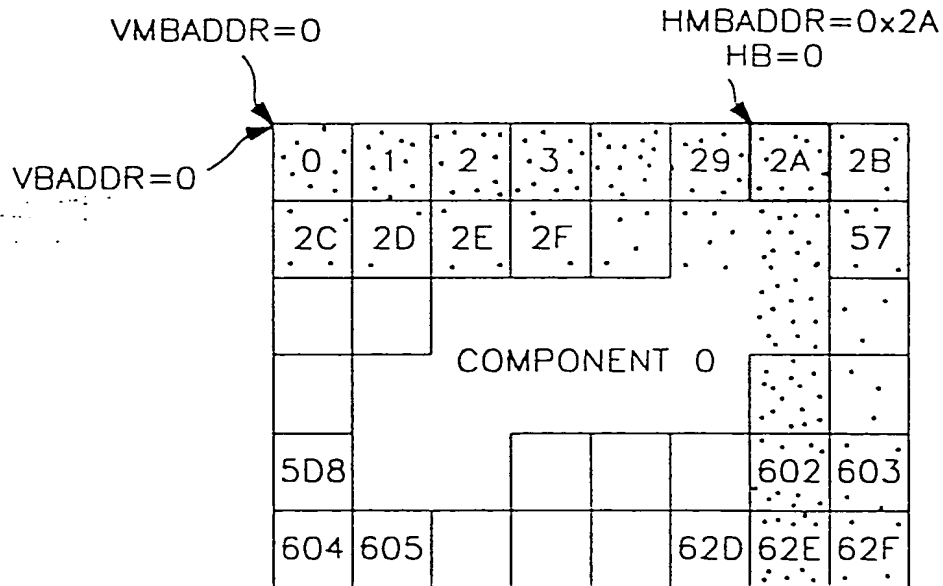 VMBADDR=0
HMBADDR=0x2A
HB=0
VBADDR=0
0 1 2 3 29 2A 2B
2C 2D 2E 2F 57
COMPONENT 0
5D8 602 603
604 605 62D 62E 62F